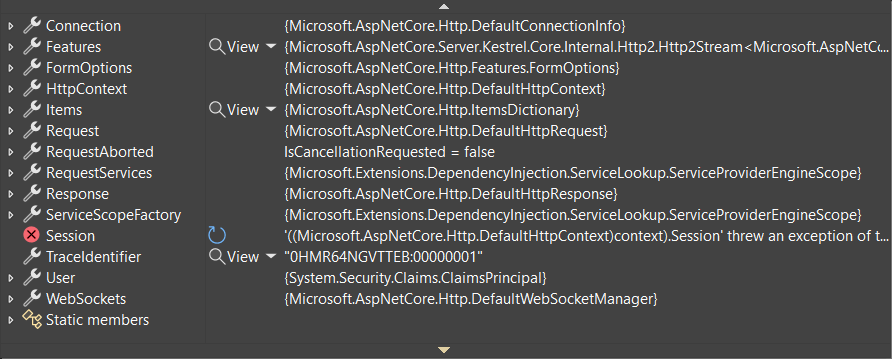 Connection {Microsoft.AspNetCore.Http.DefaultConnectionInfo}
Features View {Microsoft.AspNetCore.Server.Kestrel.Core.Internal.Http2.Http2Stream<Microsoft.AspNetCo...
FormOptions {Microsoft.AspNetCore.Http.Features.FormOptions}
HttpContext {Microsoft.AspNetCore.Http.DefaultHttpContext}
Items View {Microsoft.AspNetCore.Http.ItemsDictionary}
Request {Microsoft.AspNetCore.Http.DefaultHttpRequest}
RequestAborted IsCancellationRequested = false
RequestServices {Microsoft.Extensions.DependencyInjection.ServiceLookup.ServiceProviderEngineScope}
Response {Microsoft.AspNetCore.Http.DefaultHttpResponse}
ServiceScopeFactory {Microsoft.Extensions.DependencyInjection.ServiceLookup.ServiceProviderEngineScope}
Session '((Microsoft.AspNetCore.Http.DefaultHttpContext)context).Session' threw an exception of t...
TraceIdentifier View "0HMR64NGVTTEB:00000001"
User {System.Security.Claims.ClaimsPrincipal}
WebSockets {Microsoft.AspNetCore.Http.DefaultWebSocketManager}
Static members